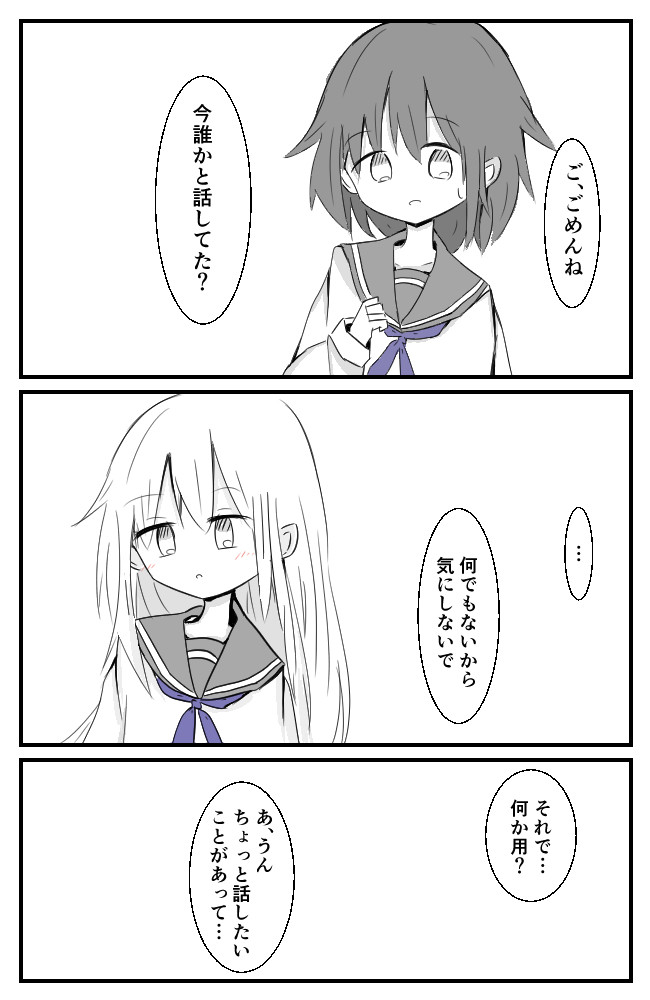 ご、ごめんね
今誰かと話してた？
…
何でもないから
気にしないで
それで…
何か用？
あ、うん
ちょっと話したい
ことがあって…